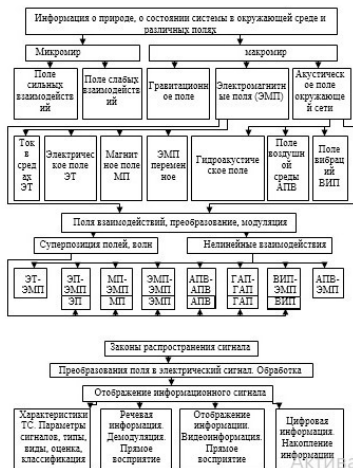 Информация о природе, о состоянии системы в окружающей среде и
различных полях
Микромир
макромир
Поле
сильных
взаимодейств
ий
Поле слабых
взаимодейств
ий
Гравитационн
ое поле
Электромагнит
ные поля (ЭМП)
Акустическ
ое поле
окружающе
й сети
Ток
в
сред
ах
ЭТ
Электричес
кое поле
ЭТ
Магнит
ное поле
МП
ЭМП
перемен
ное
Гидроакустиче
ское поле
Поле
воздушн
ой
среды
АПВ
Поле
вибрац
ий
ВИП
Поля взаимодействий, преобразование, модуляция
Суперпозиция полей, волн
Нелинейные взаимодействия
ЭТ-
ЭМП
ЭП-
ЭМП
ЭП
МП-
ЭМП
МП
ЭМП-
ЭМП
ЭМП
АПВ-
АПВ
АПВ
ГАП-
ГАП
ГАП
ВИП-
ЭМП
ВИП
АПВ-
ЭМП
Законы распространения сигнала
Преобразования поля в электрический сигнал. Обработка
Отображение информационного сигнала
Характеристики
ТС. Параметры
сигналов, типы,
виды, оценка,
классификация
Речевая
информация.
Демодуляция.
Прямое
восприятие
Отображение
информации.
Видеоинформация.
Прямое
восприятие
Цифровая
информация.
Накопление
информации